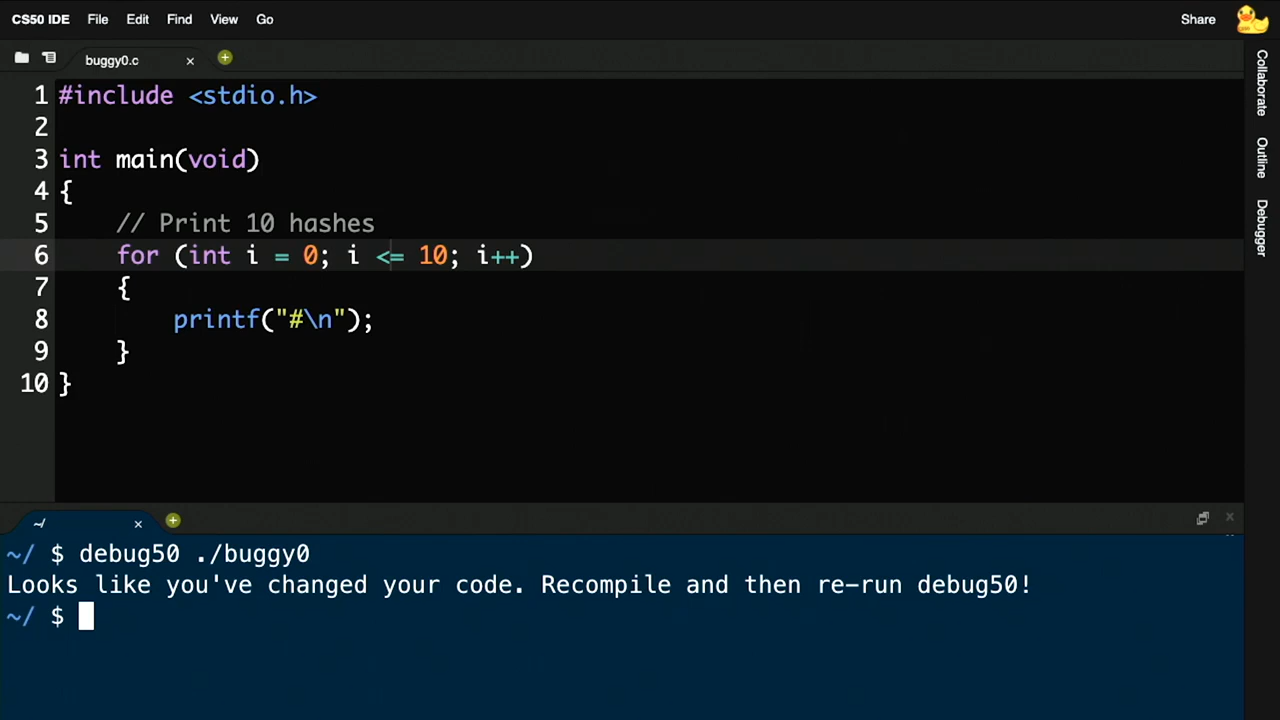 CS50 IDE File Edit Find View Go Share
buggy0.c
1 #include <stdio.h>
2
3 int main(void)
4 {
5     // Print 10 hashes
6     for (int i = 0; i <= 10; i++)
7     {
8         printf("#\n");
9     }
10 }
Collaborate
Outline
Debugger
~/
~/ $ debug50 ./buggy0
Looks like you've changed your code. Recompile and then re-run debug50!
~/ $